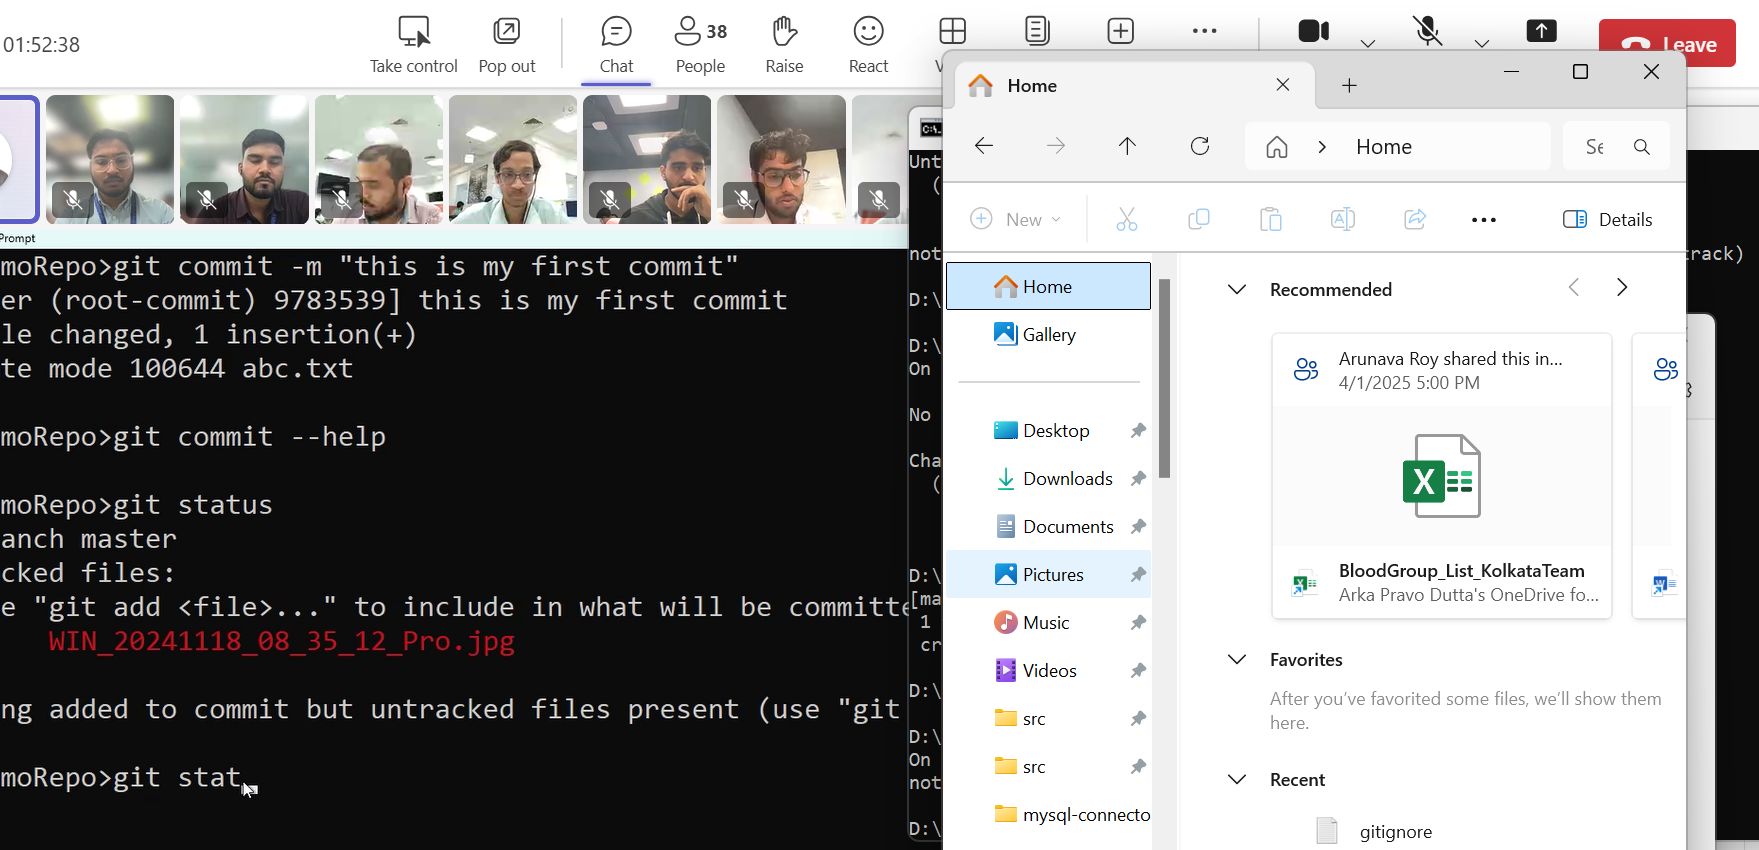 01:52:38
Take control
Pop out
Chat
38
People
Raise
React
Leave
Prompt
moRepo>git commit -m "this is my first commit"
er (root-commit) 9783539] this is my first commit
le changed, 1 insertion(+)
te mode 100644 abc.txt
moRepo>git commit --help
moRepo>git status
anch master
cked files:
e "git add <file>..." to include in what will be committe
WIN_20241118_08_35_12_Pro.jpg
ng added to commit but untracked files present (use "git
moRepo>git stat
C:\.
Unt
(
not
track)
D:\
D:\
On
No
Cha
(
D:\
[ma
1
cr
D:\
D:\
On
not
D:\
Home
Home
Se
New
Details
Home
Gallery
Desktop
Downloads
Documents
Pictures
Music
Videos
src
src
mysql-connecto
Recommended
Arunava Roy shared this in...
4/1/2025 5:00 PM
X
BloodGroup_List_KolkataTeam
Arka Pravo Dutta's OneDrive fo...
Favorites
After you've favorited some files, we'll show them
here.
Recent
gitignore